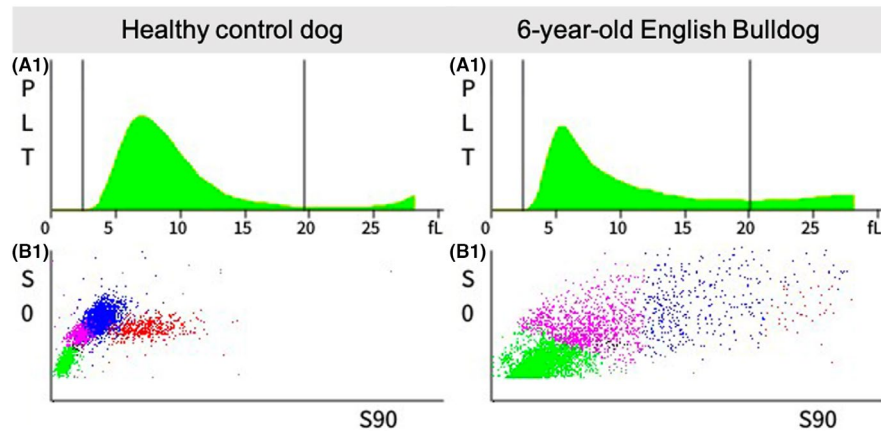 Healthy control dog
6-year-old English Bulldog
(A1)
P
L
T
0 5 10 15 20 25 fL
(A1)
P
L
T
0 5 10 15 20 25 fL
(B1)
S
0
S90
(B1)
S
0
S90